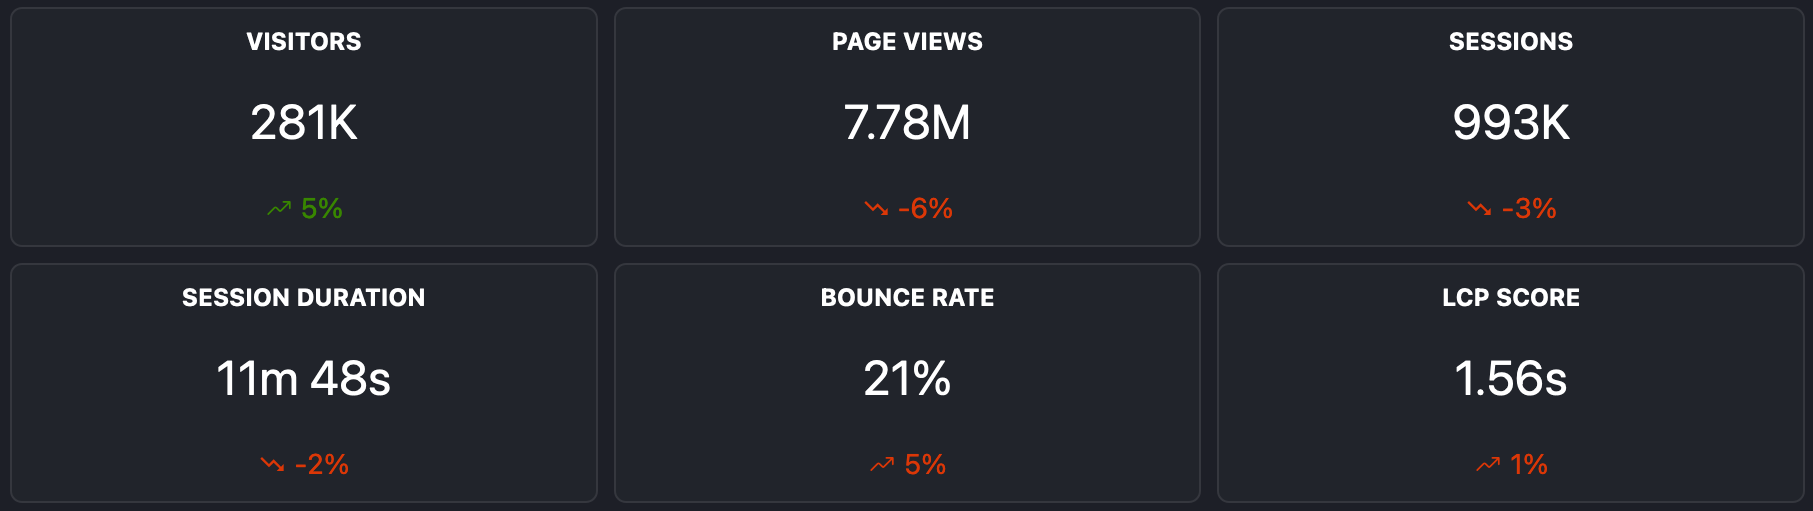 VISITORS
281K
5%
PAGE VIEWS
7.78M
-6%
SESSIONS
993K
-3%
SESSION DURATION
11m 48s
-2%
BOUNCE RATE
21%
5%
LCP SCORE
1.56s
1%